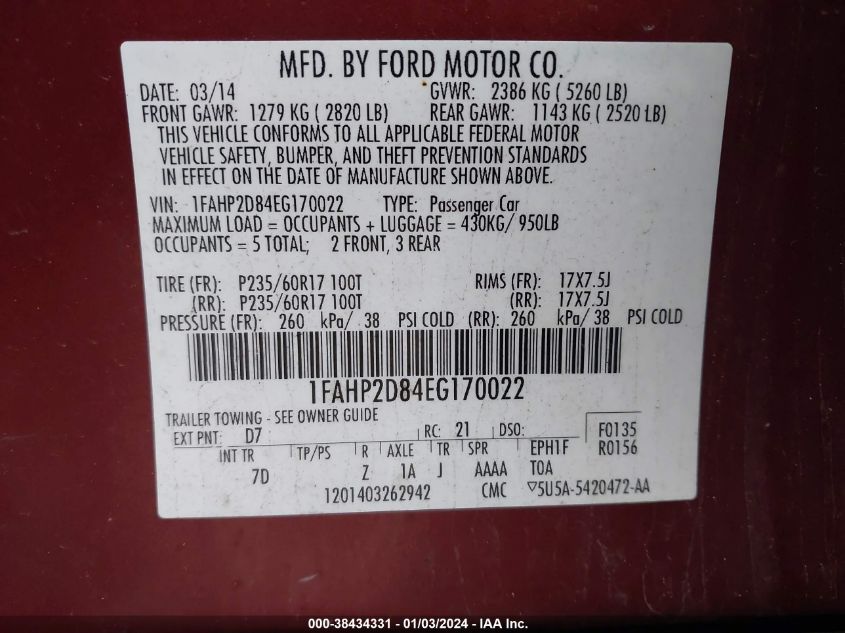 MFD. BY FORD MOTOR CO.
DATE: 03/14 GVWR: 2386 KG ( 5260 LB)
FRONT GAWR: 1279 KG ( 2820 LB) REAR GAWR: 1143 KG ( 2520 LB)
THIS VEHICLE CONFORMS TO ALL APPLICABLE FEDERAL MOTOR
VEHICLE SAFETY, BUMPER, AND THEFT PREVENTION STANDARDS
IN EFFECT ON THE DATE OF MANUFACTURE SHOWN ABOVE.
VIN: 1FAHP2D84EG170022 TYPE: Passenger Car
MAXIMUM LOAD = OCCUPANTS + LUGGAGE = 430KG/ 950LB
OCCUPANTS = 5 TOTAL; 2 FRONT, 3 REAR
TIRE (FR): P235/60R17 100T RIMS (FR): 17X7.5J
(RR): P235/60R17 100T (RR): 17X7.5J
PRESSURE (FR): 260 kPa/ 38 PSI COLD (RR): 260 kPa/ 38 PSI COLD
1FAHP2D84EG170022
TRAILER TOWING - SEE OWNER GUIDE
EXT PNT: D7 RC: 21 DSO: F0135
INT TR TP/PS R AXLE TR SPR EPH1F R0156
7D Z 1A J AAAA TOA
1201403262942 CMC ▽5U5A-5420472-AA
000-38434331 - 01/03/2024 - IAA Inc.